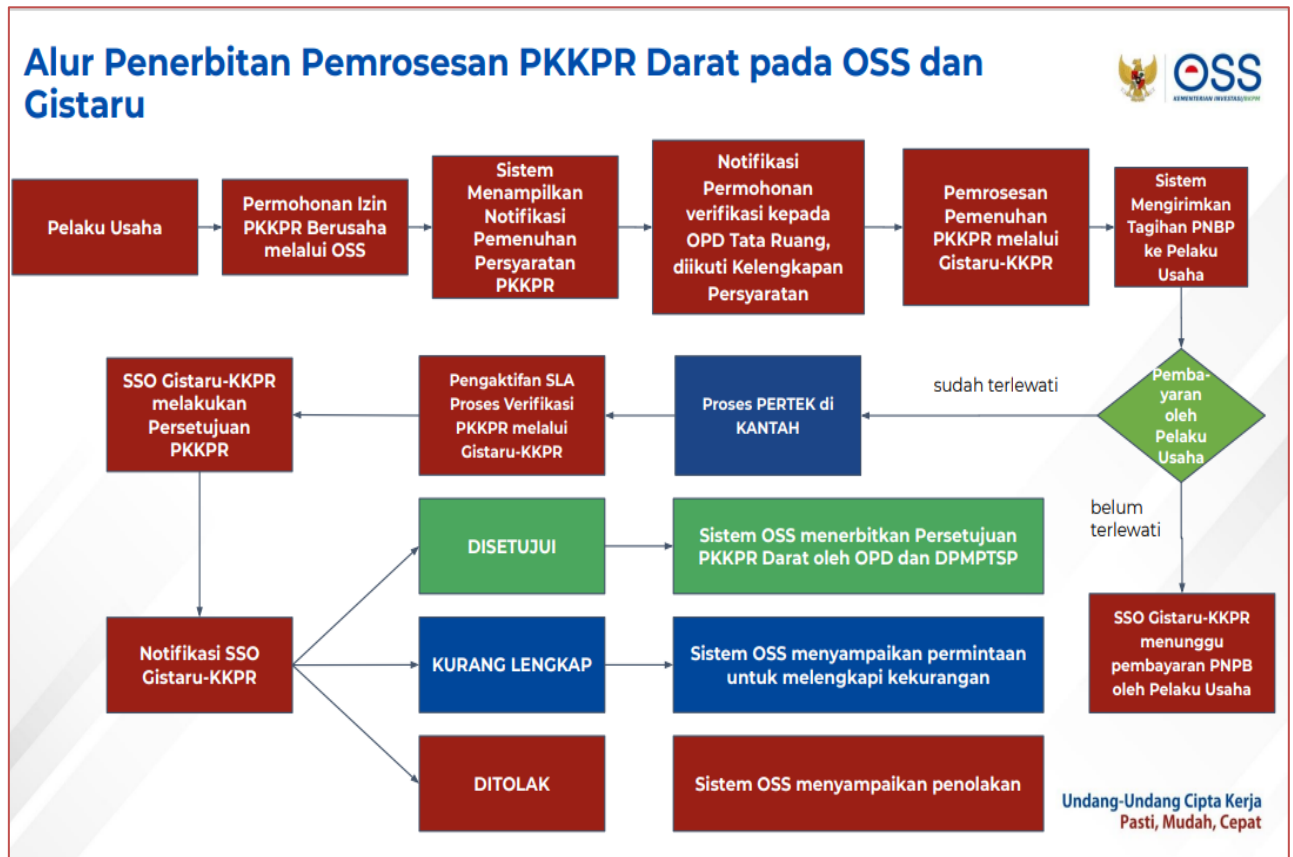 Alur Penerbitan Pemrosesan PKKPR Darat pada OSS dan
Gistaru
OSS
KEMENTERIAN INVESTASI/BKPM
Pelaku Usaha
Permohonan Izin
PKKPR Berusaha
melalui OSS
Sistem
Menampilkan
Notifikasi
Pemenuhan
Persyaratan
PKKPR
Notifikasi
Permohonan
verifikasi kepada
OPD Tata Ruang,
diikuti Kelengkapan
Persyaratan
Pemrosesan
Pemenuhan
PKKPR melalui
Gistaru-KKPR
Sistem
Mengirimkan
Tagihan PNBP
ke Pelaku
Usaha
Pemba-
yaran
oleh
Pelaku
Usaha
sudah terlewati
Proses PERTEK di
KANTAH
Pengaktifan SLA
Proses Verifikasi
PKKPR melalui
Gistaru-KKPR
SSO Gistaru-KKPR
melakukan
Persetujuan
PKKPR
belum
terlewati
SSO Gistaru-KKPR
menunggu
pembayaran PNPB
oleh Pelaku Usaha
Notifikasi SSO
Gistaru-KKPR
DISETUJUI
Sistem OSS menerbitkan Persetujuan
PKKPR Darat oleh OPD dan DPMPTSP
KURANG LENGKAP
Sistem OSS menyampaikan permintaan
untuk melengkapi kekurangan
DITOLAK
Sistem OSS menyampaikan penolakan
Undang-Undang Cipta Kerja
Pasti, Mudah, Cepat